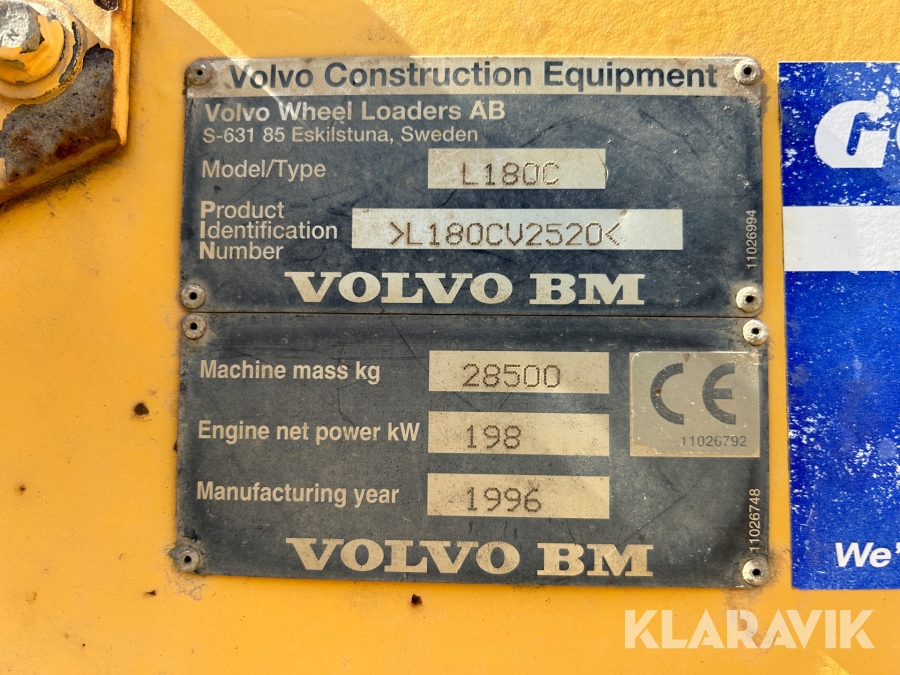 Volvo Construction Equipment
Volvo Wheel Loaders AB
S-631 85 Eskilstuna, Sweden
Model/Type L180C
Product
Identification >L180CV2520<
Number
11026994
VOLVO BM
Machine mass kg 28500
CE
11026792
Engine net power kW 198
Manufacturing year 1996
11026748
VOLVO BM
We'
KLARAVIK